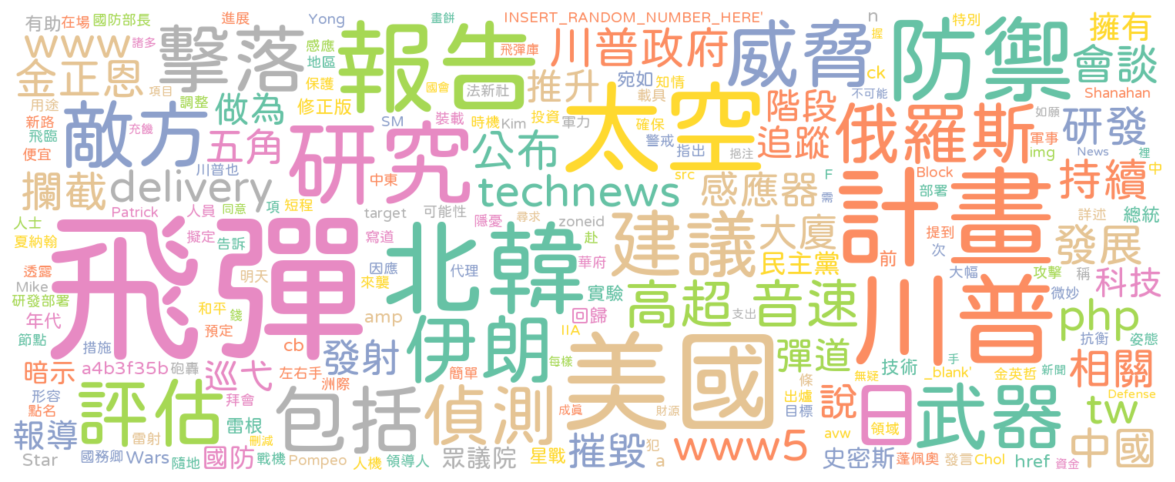 有助 在場 國防部長 進展 Yong 畫餅 INSERT_RANDOM_NUMBER_HERE' n 特別 擁有
www 諸多 擊落 感應 地區 報告 飛彈庫 川普政府 威脅 防禦 會談
金正恩 項目 保護 法新社 推升 宛如 知情 載具 ck 不可能 Shanahan 如願
用途 調整 修正版 SM 裝載 時機 Kim 投資 軍力 確保 太空 階段
新路 飛臨 充饑 敵方 做為 五角 研究 公布 警戒 指出 追蹤 俄羅斯 研發 軍事
便宜 川普也 國會 src 挹注 News 裡 img
攔截 delivery 中東 technews 感應器 F 需 Block 部署 持續 中
人士 Patrick 人員 同意 項 短程 target 可能性 隱憂 尋求 zoneid 計畫 詳述 總統
夏納翰 擬定 告訴 飛彈 寫道 北韓 赴 建議 大廈 前 提到 次 發展
透露 Mike 明天 因應 代理 華府 民主黨 大幅 攻擊 稱
研發部署 和平 來襲 實驗 高超 音速 川普 微妙 科技
年代 錢 預定 amp 伊朗 回歸 支出 抗衡 php 姿態
節點 措施 cb 發射 IIA 美國 彈道 技術 手 握
暗示 a4b3f35b 砲轟 巡弋 左右手 洲際 簡單 每樣 條 無疑 _blank' 金英哲 新聞 相關
形容 點名 評估 拜會 包括 偵測 成真 財源 出爐 目標 說 日 領域 武器 Defense tw
報導 雷射 刪減 雷根 犯 摧毀 www5 avw 中國
Star 國務卿 Wars 隨地 國防 戰機 Pompeo 人機 領導人 眾議院 星戰 a 史密斯 蓬佩奧 發言 Chol href 資金